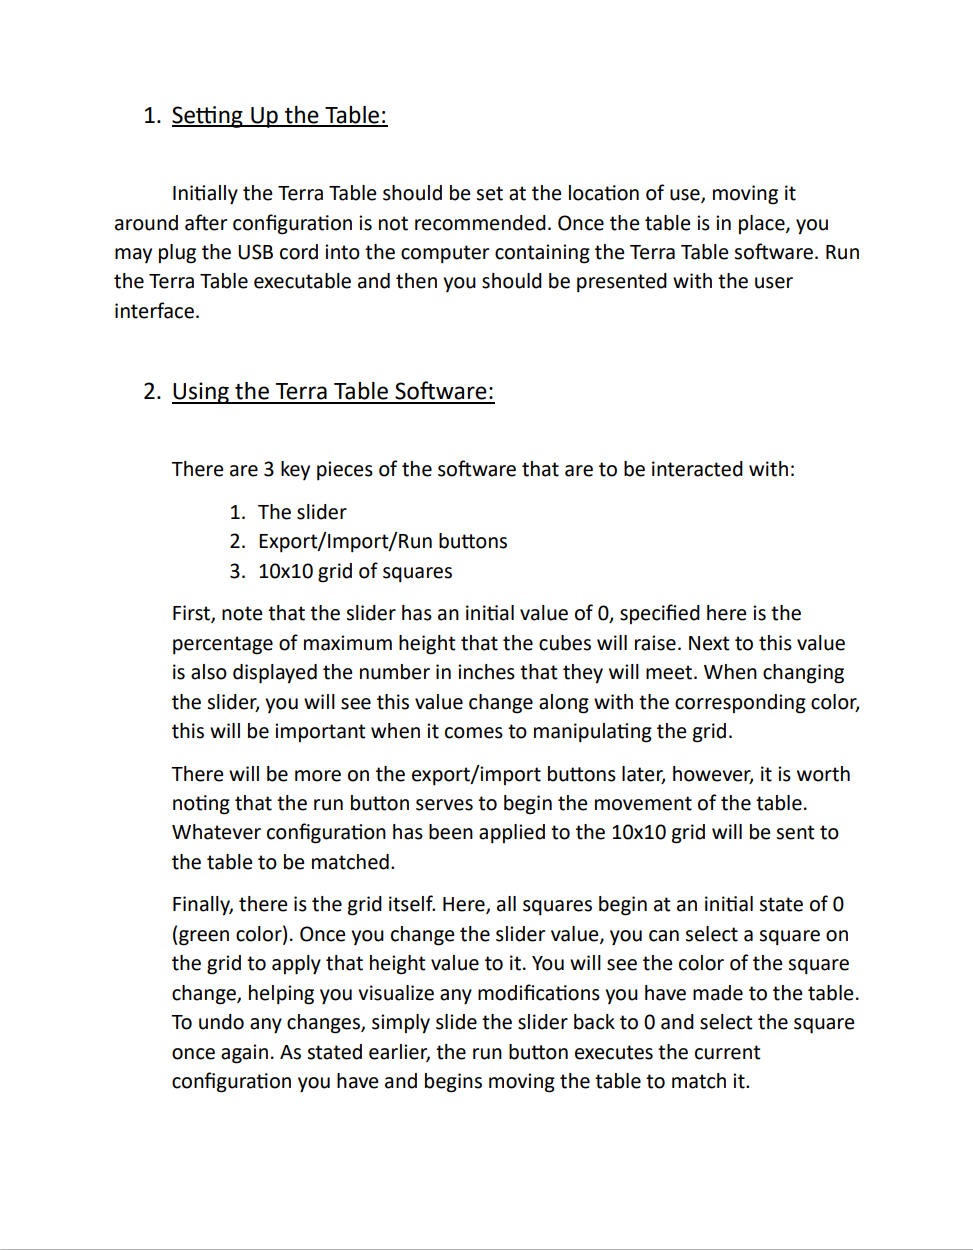 1. Setting Up the Table:
Initially the Terra Table should be set at the location of use, moving it
around after configuration is not recommended. Once the table is in place, you
may plug the USB cord into the computer containing the Terra Table software. Run
the Terra Table executable and then you should be presented with the user
interface.
2. Using the Terra Table Software:
There are 3 key pieces of the software that are to be interacted with:
1. The slider
2. Export/Import/Run buttons
3. 10x10 grid of squares
First, note that the slider has an initial value of 0, specified here is the
percentage of maximum height that the cubes will raise. Next to this value
is also displayed the number in inches that they will meet. When changing
the slider, you will see this value change along with the corresponding color,
this will be important when it comes to manipulating the grid.
There will be more on the export/import buttons later, however, it is worth
noting that the run button serves to begin the movement of the table.
Whatever configuration has been applied to the 10x10 grid will be sent to
the table to be matched.
Finally, there is the grid itself. Here, all squares begin at an initial state of 0
(green color). Once you change the slider value, you can select a square on
the grid to apply that height value to it. You will see the color of the square
change, helping you visualize any modifications you have made to the table.
To undo any changes, simply slide the slider back to 0 and select the square
once again. As stated earlier, the run button executes the current
configuration you have and begins moving the table to match it.